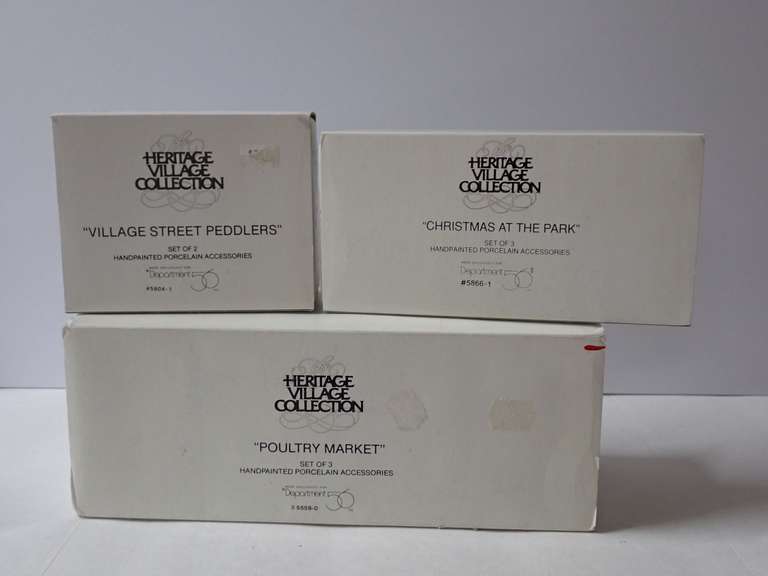 HERITAGE
VILLAGE
COLLECTION
"VILLAGE STREET PEDDLERS"
SET OF 2
HANDPAINTED PORCELAIN ACCESSORIES
Department 56
#5804-1
HERITAGE
VILLAGE
COLLECTION
"CHRISTMAS AT THE PARK"
SET OF 3
HANDPAINTED PORCELAIN ACCESSORIES
Department 56
#5866-1
HERITAGE
VILLAGE
COLLECTION
"POULTRY MARKET"
SET OF 3
HANDPAINTED PORCELAIN ACCESSORIES
Department 56